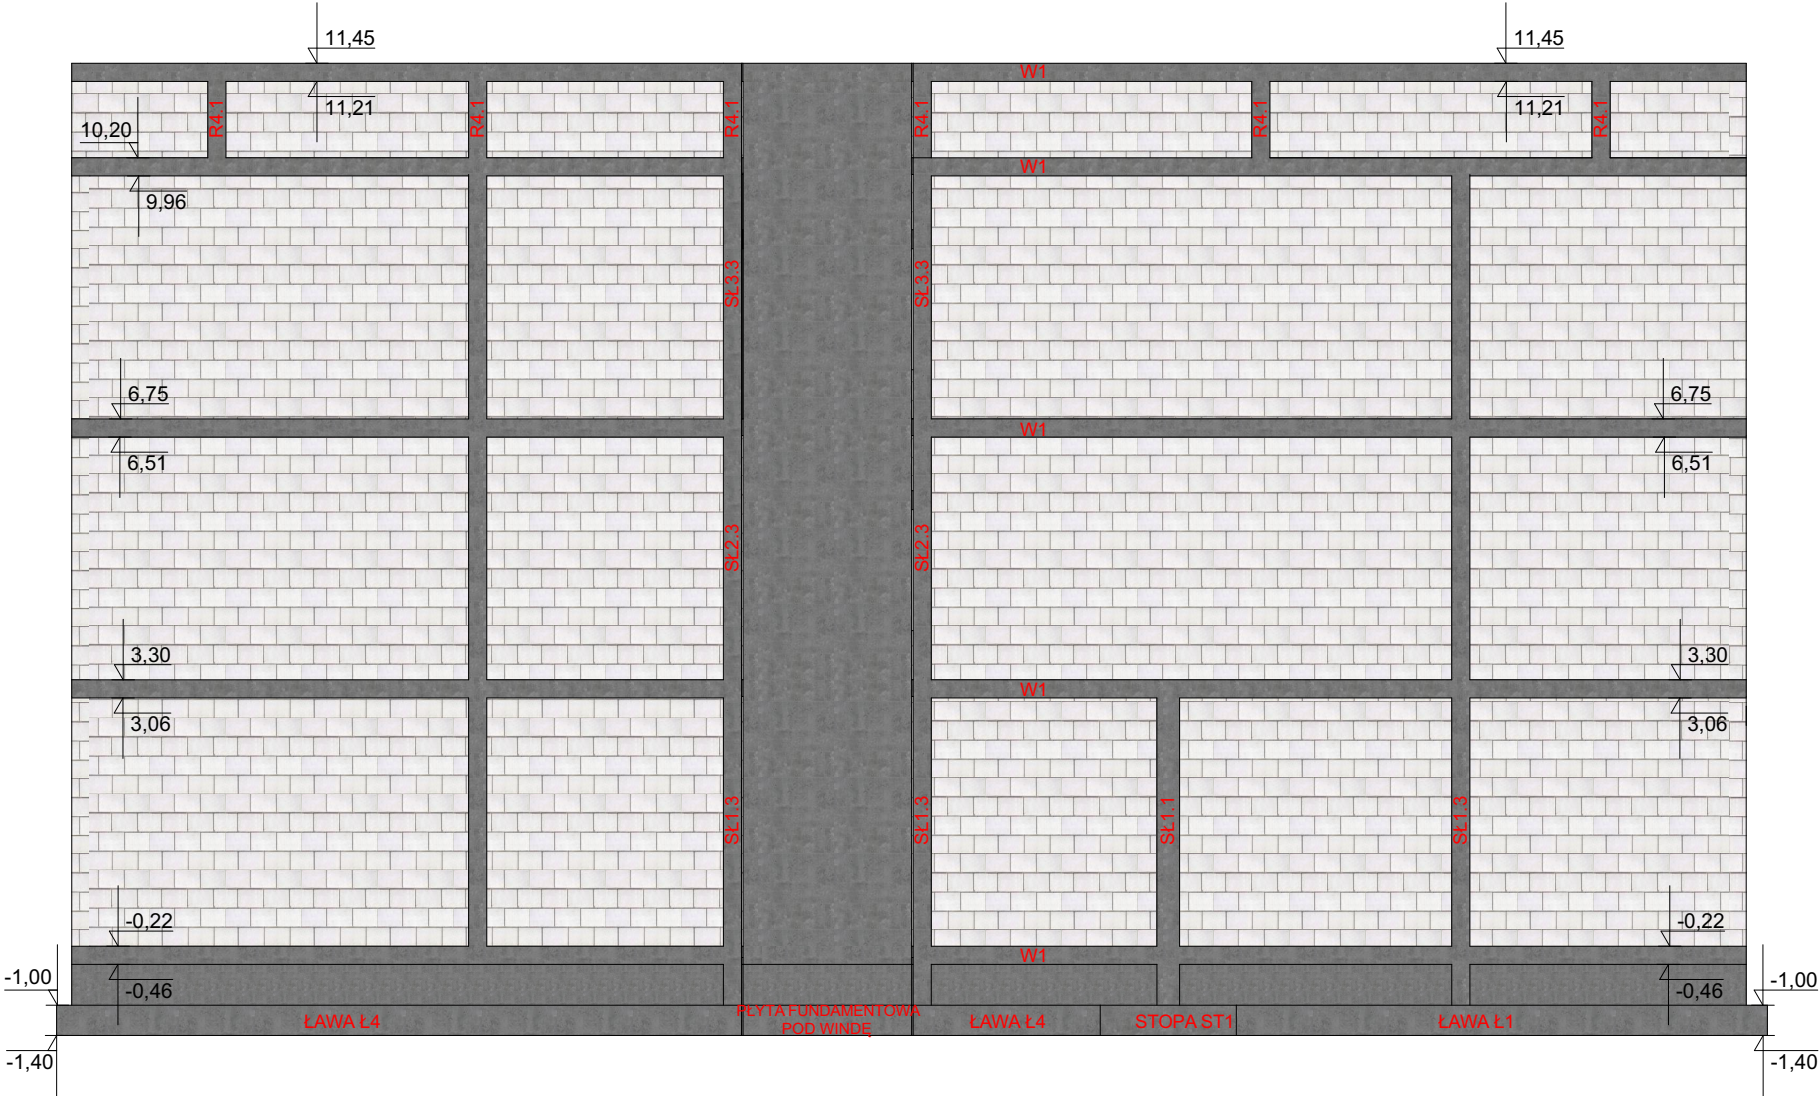 11,45
11,45
W1
11,21
11,21
R4.1
R4.1
R4.1
R4.1
R4.1
R4.1
10,20
W1
9,96
SŁ3.3
SŁ3.3
6,75
6,75
W1
6,51
6,51
SŁ2.3
SŁ2.3
3,30
3,30
W1
3,06
3,06
SŁ1.3
SŁ1.3
SŁ1.1
SŁ1.3
-0,22
-0,22
W1
-1,00
-0,46
-0,46
-1,00
ŁAWA Ł4
PŁYTA FUNDAMENTOWA
POD WINDĘ
ŁAWA Ł4
STOPA ST1
ŁAWA Ł1
-1,40
-1,40